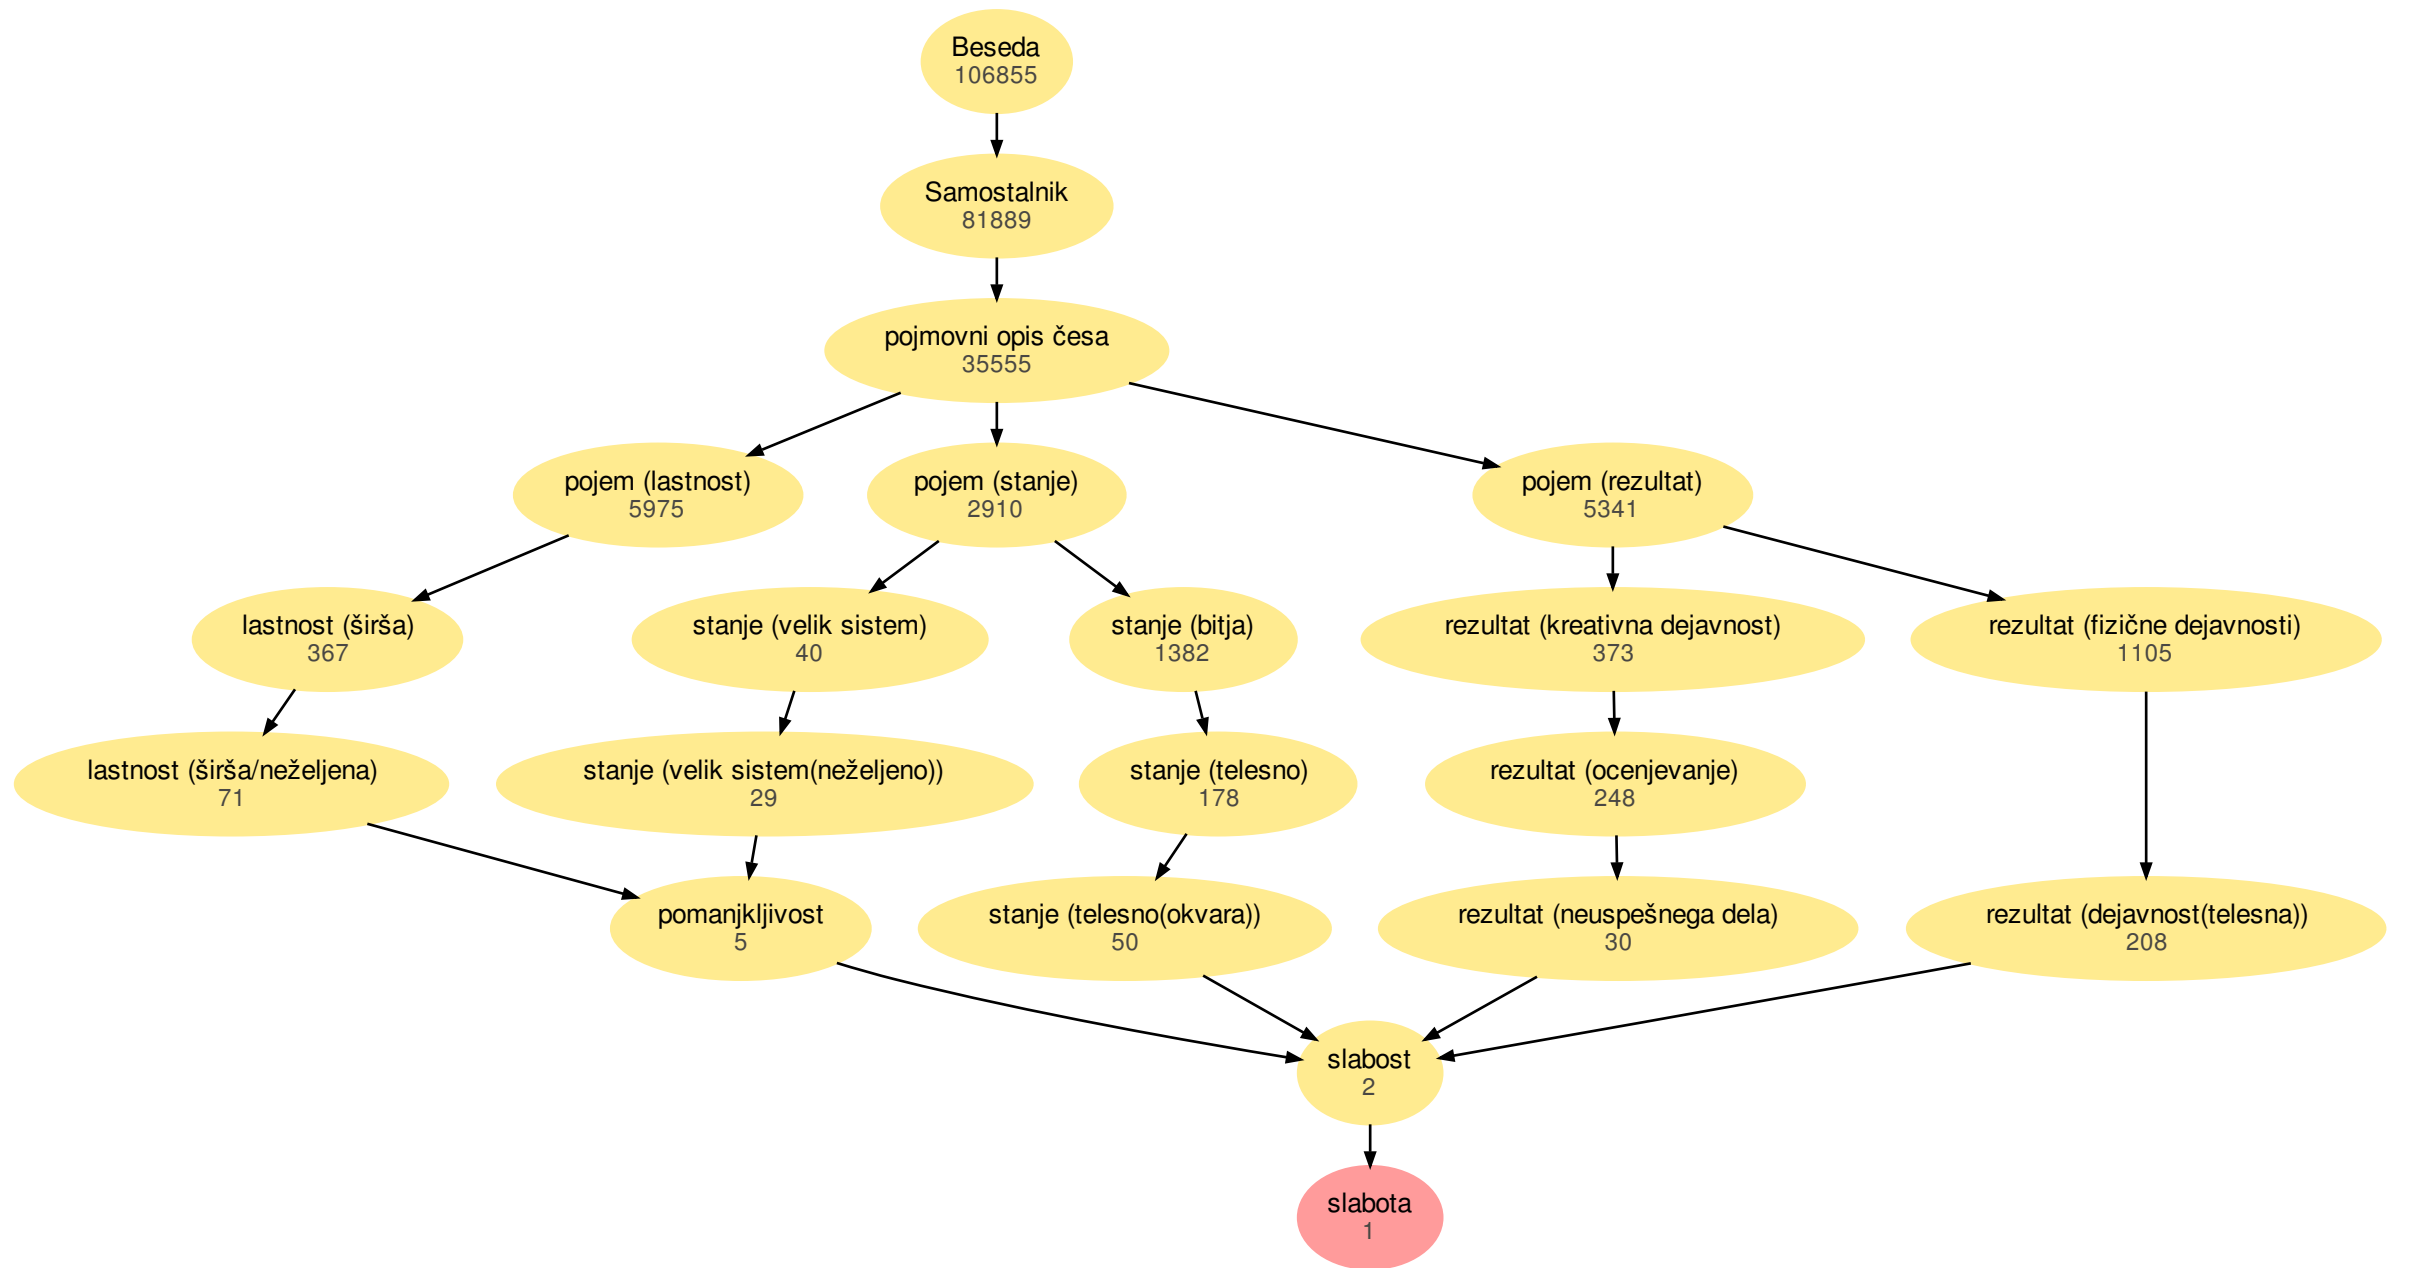 Beseda
106855
Samostalnik
81889
pojmovni opis česa
35555
pojem (lastnost)
5975
pojem (stanje)
2910
pojem (rezultat)
5341
lastnost (širša)
367
stanje (velik sistem)
40
stanje (bitja)
1382
rezultat (kreativna dejavnost)
373
rezultat (fizične dejavnosti)
1105
lastnost (širša/neželjena)
71
stanje (velik sistem(neželjeno))
29
stanje (telesno)
178
rezultat (ocenjevanje)
248
pomanjkljivost
5
stanje (telesno(okvara))
50
rezultat (neuspešnega dela)
30
rezultat (dejavnost(telesna))
208
slabost
2
slabota
1